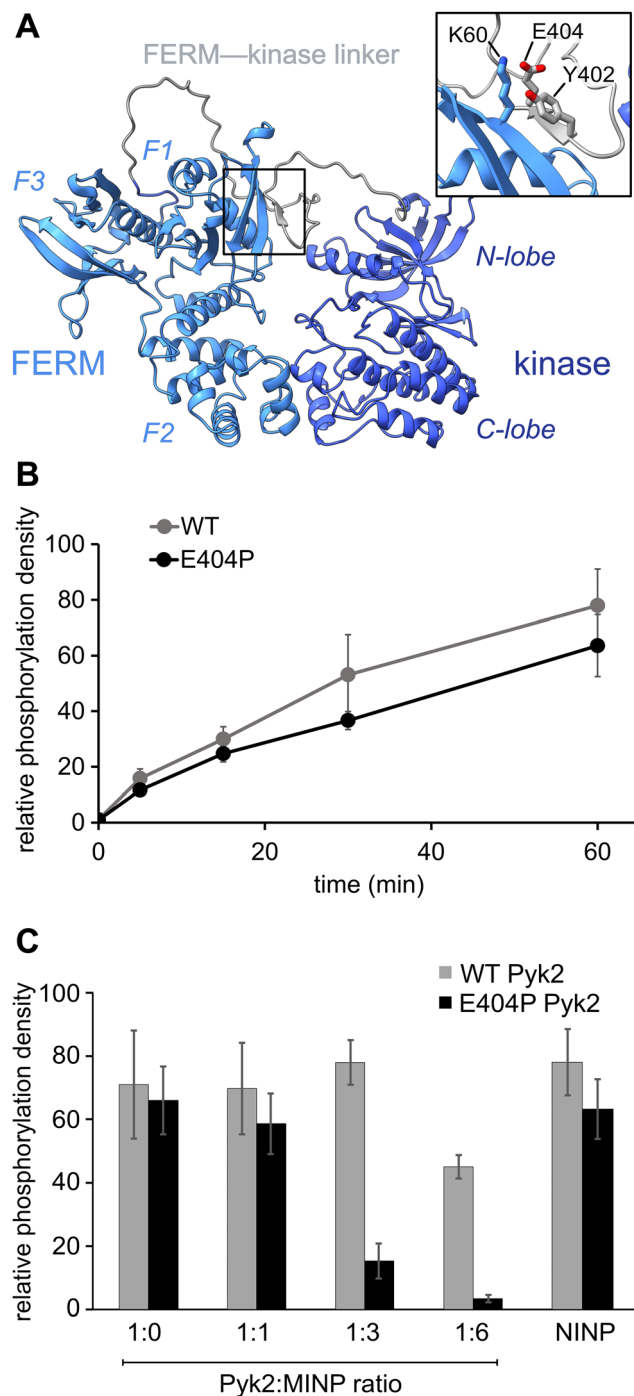 A
FERM—kinase linker
K60
E404
Y402
F1
F3
N-lobe
FERM
kinase
F2
C-lobe
B
WT
E404P
relative phosphorylation density
100
80
60
40
20
0
0 20 40 60
time (min)
C
WT Pyk2
E404P Pyk2
relative phosphorylation density
100
80
60
40
20
0
1:0 1:1 1:3 1:6 NINP
Pyk2:MINP ratio